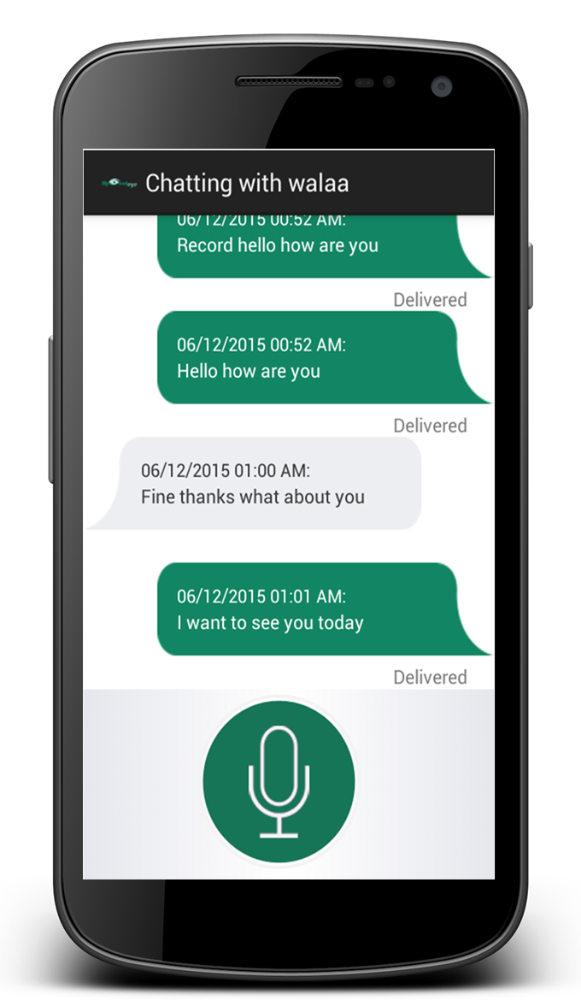 Chatting with walaa
06/12/2015 00:52 AM:
Record hello how are you
Delivered
06/12/2015 00:52 AM:
Hello how are you
Delivered
06/12/2015 01:00 AM:
Fine thanks what about you
06/12/2015 01:01 AM:
I want to see you today
Delivered